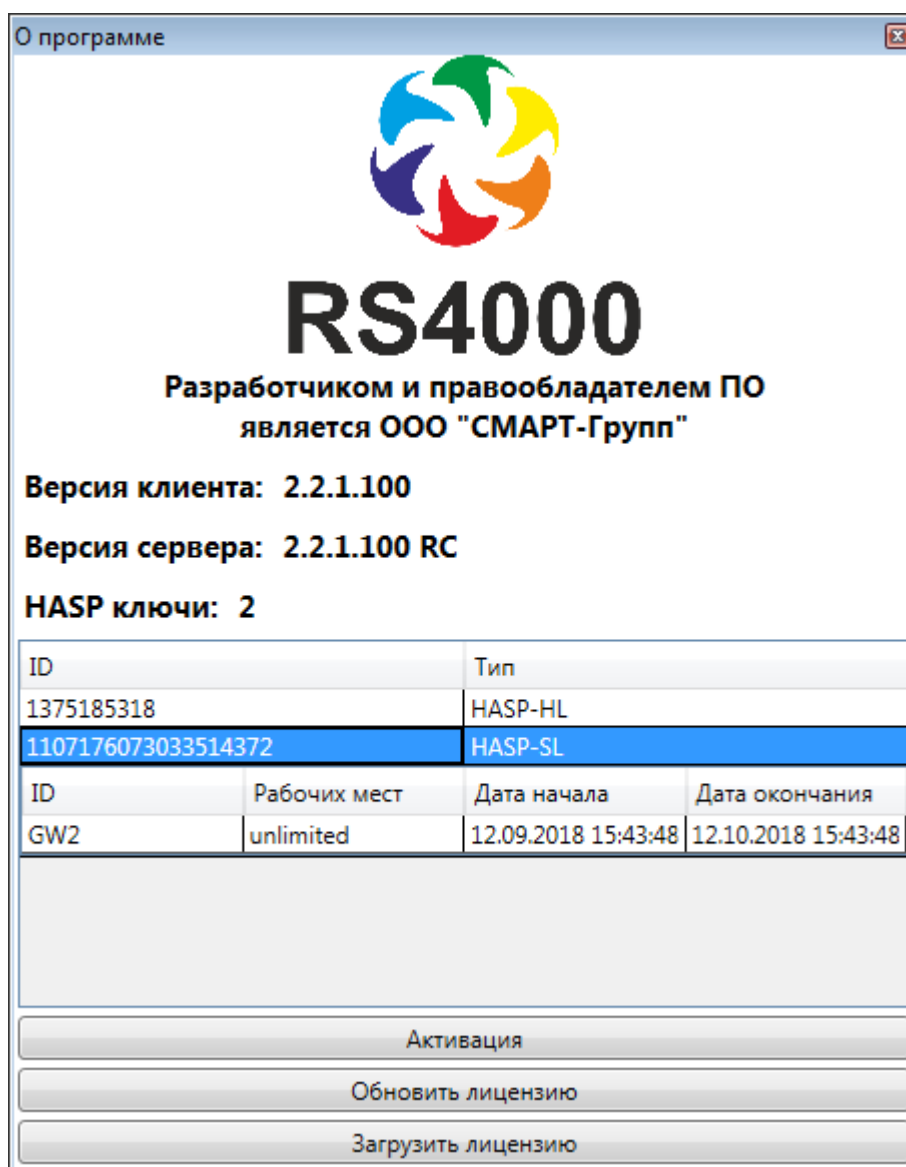 О программе
RS4000
Разработчиком и правообладателем ПО
является ООО "СМАРТ-Групп"
Версия клиента: 2.2.1.100
Версия сервера: 2.2.1.100 RC
HASP ключи: 2
ID Тип
1375185318 HASP-HL
1107176073033514372 HASP-SL
ID Рабочих мест Дата начала Дата окончания
GW2 unlimited 12.09.2018 15:43:48 12.10.2018 15:43:48
Активация
Обновить лицензию
Загрузить лицензию